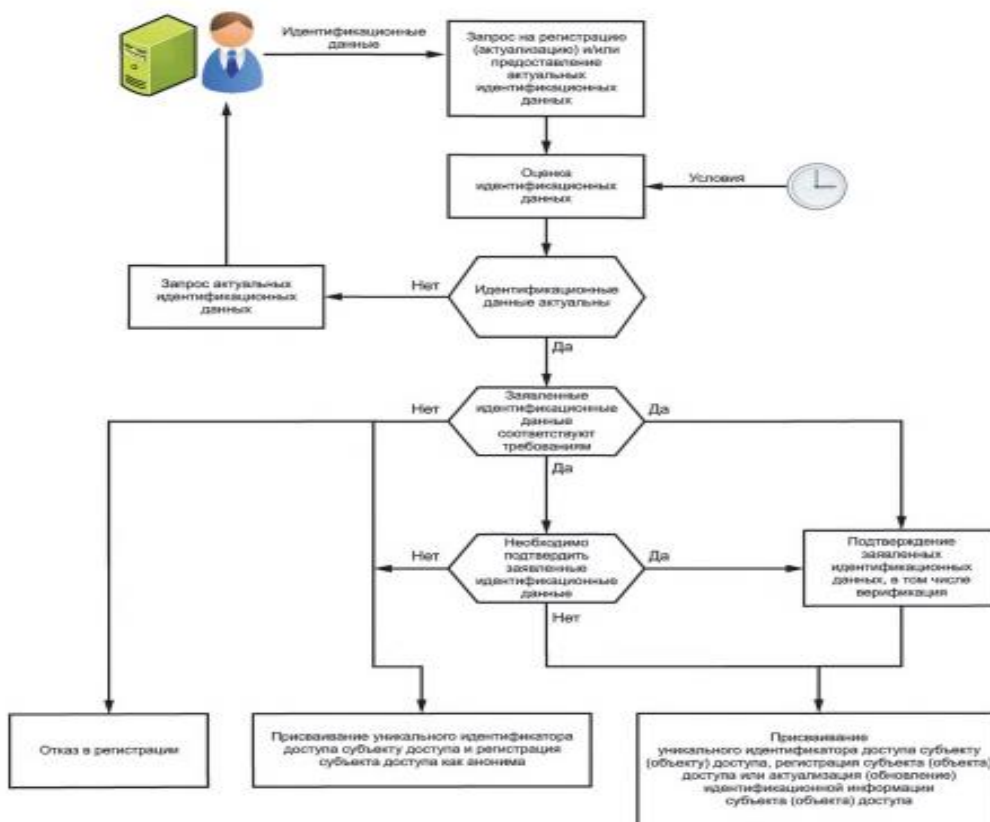 Идентификационные
данные
Запрос на регистрацию
(актуализацию) и/или
предоставление
актуальных
идентификационных
данных
Оценка
идентификационных
данных
Условия
Запрос актуальных
идентификационных
данных
Нет
Идентификационные
данные актуальны
Да
Нет
Заявленные
идентификационные
данные
соответствуют
требованиям
Да
Да
Нет
Необходимо
подтвердить
заявленные
идентификационные
данные
Да
Подтверждение
заявленных
идентификационных
данных, в том числе
верификация
Нет
Отказ в регистрации
Присваивание уникального идентификатора
доступа субъекту доступа и регистрация
субъекта доступа как анонима
Присваивание
уникального идентификатора доступа субъекту
(объекту) доступа, регистрация субъекта (объекта)
доступа или актуализация (обновление)
идентификационной информации
субъекта (объекта) доступа